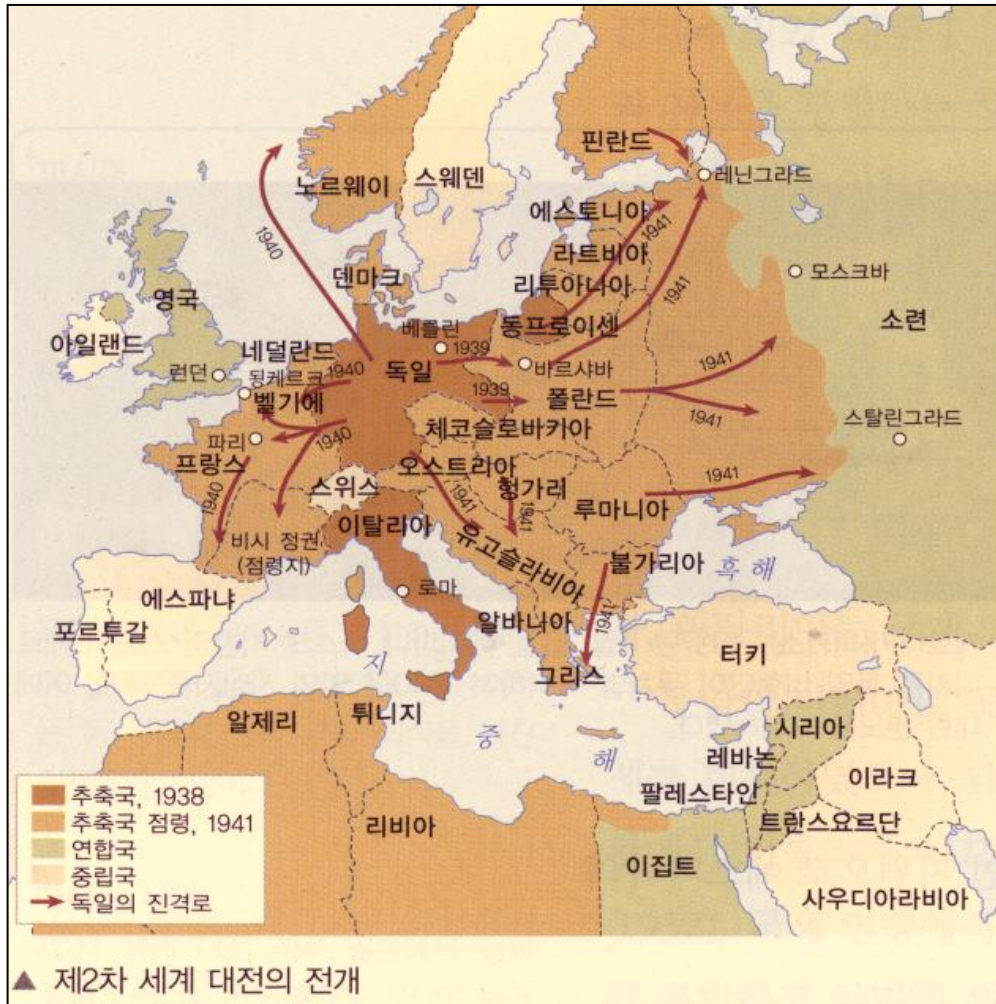 핀란드
레닌그라드
노르웨이
스웨덴
에스토니아
1941
1940
라트비아
덴마크
리투아니아
1941
모스크바
영국
동프로이센
소련
아일랜드
네덜란드
베를린
1939
런던
됭케르크
1940
독일
바르샤바
벨기에
1939
폴란드
1941
1941
스탈린그라드
파리
1940
체코슬로바키아
프랑스
오스트리아
1941
1940
스위스
1941
헝가리
1941
루마니아
이탈리아
비시 정권
(점령지)
유고슬라비아
불가리아
흑해
에스파냐
로마
1941
포르투갈
알바니아
터키
지
그리스
알제리
튀니지
중
시리아
해
레바논
이라크
팔레스타인
추축국, 1938
추축국 점령, 1941
연합국
중립국
독일의 진격로
리비아
트란스요르단
이집트
사우디아라비아
▲ 제2차 세계 대전의 전개